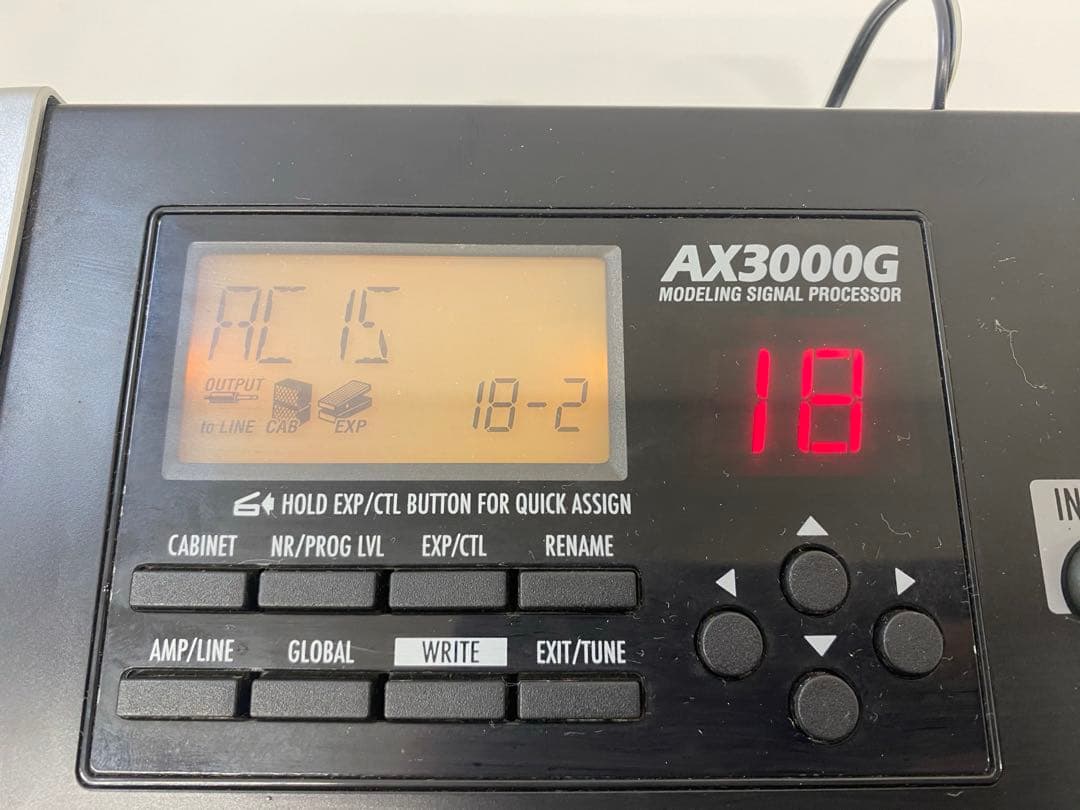 AX3000G
MODELING SIGNAL PROCESSOR
AC15
OUTPUT
to LINE CAB EXP
18-2
18
HOLD EXP/CTL BUTTON FOR QUICK ASSIGN
CABINET NR/PROG LVL EXP/CTL RENAME
AMP/LINE GLOBAL WRITE EXIT/TUNE
IN